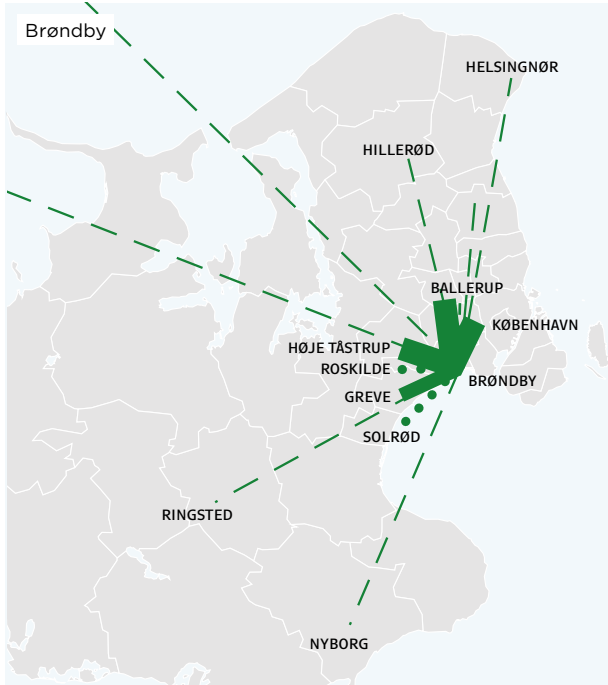 Brøndby
HELSINGNØR
HILLERØD
BALLERUP
KØBENHAVN
HØJE TÅSTRUP
ROSKILDE
BRØNDBY
GREVE
SOLRØD
RINGSTED
NYBORG